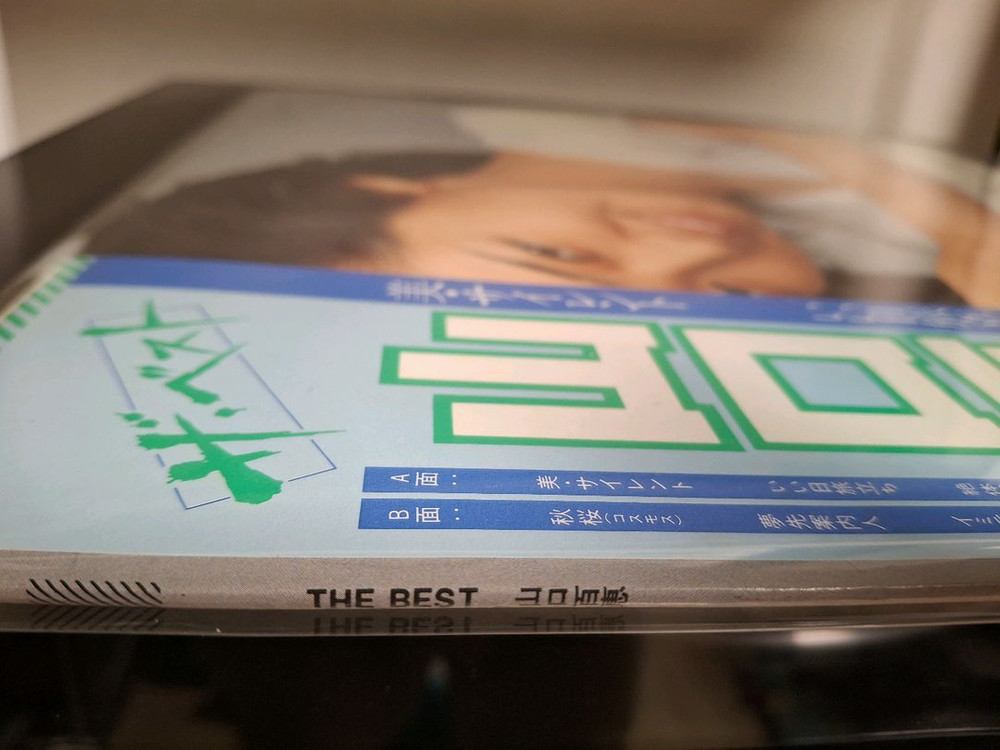 美・サイレント
ザ・ベスト
山口
A面： 美・サイレント いい日旅立ち
B面： 秋桜(コスモス) 夢先案内人
THE BEST 山口百恵